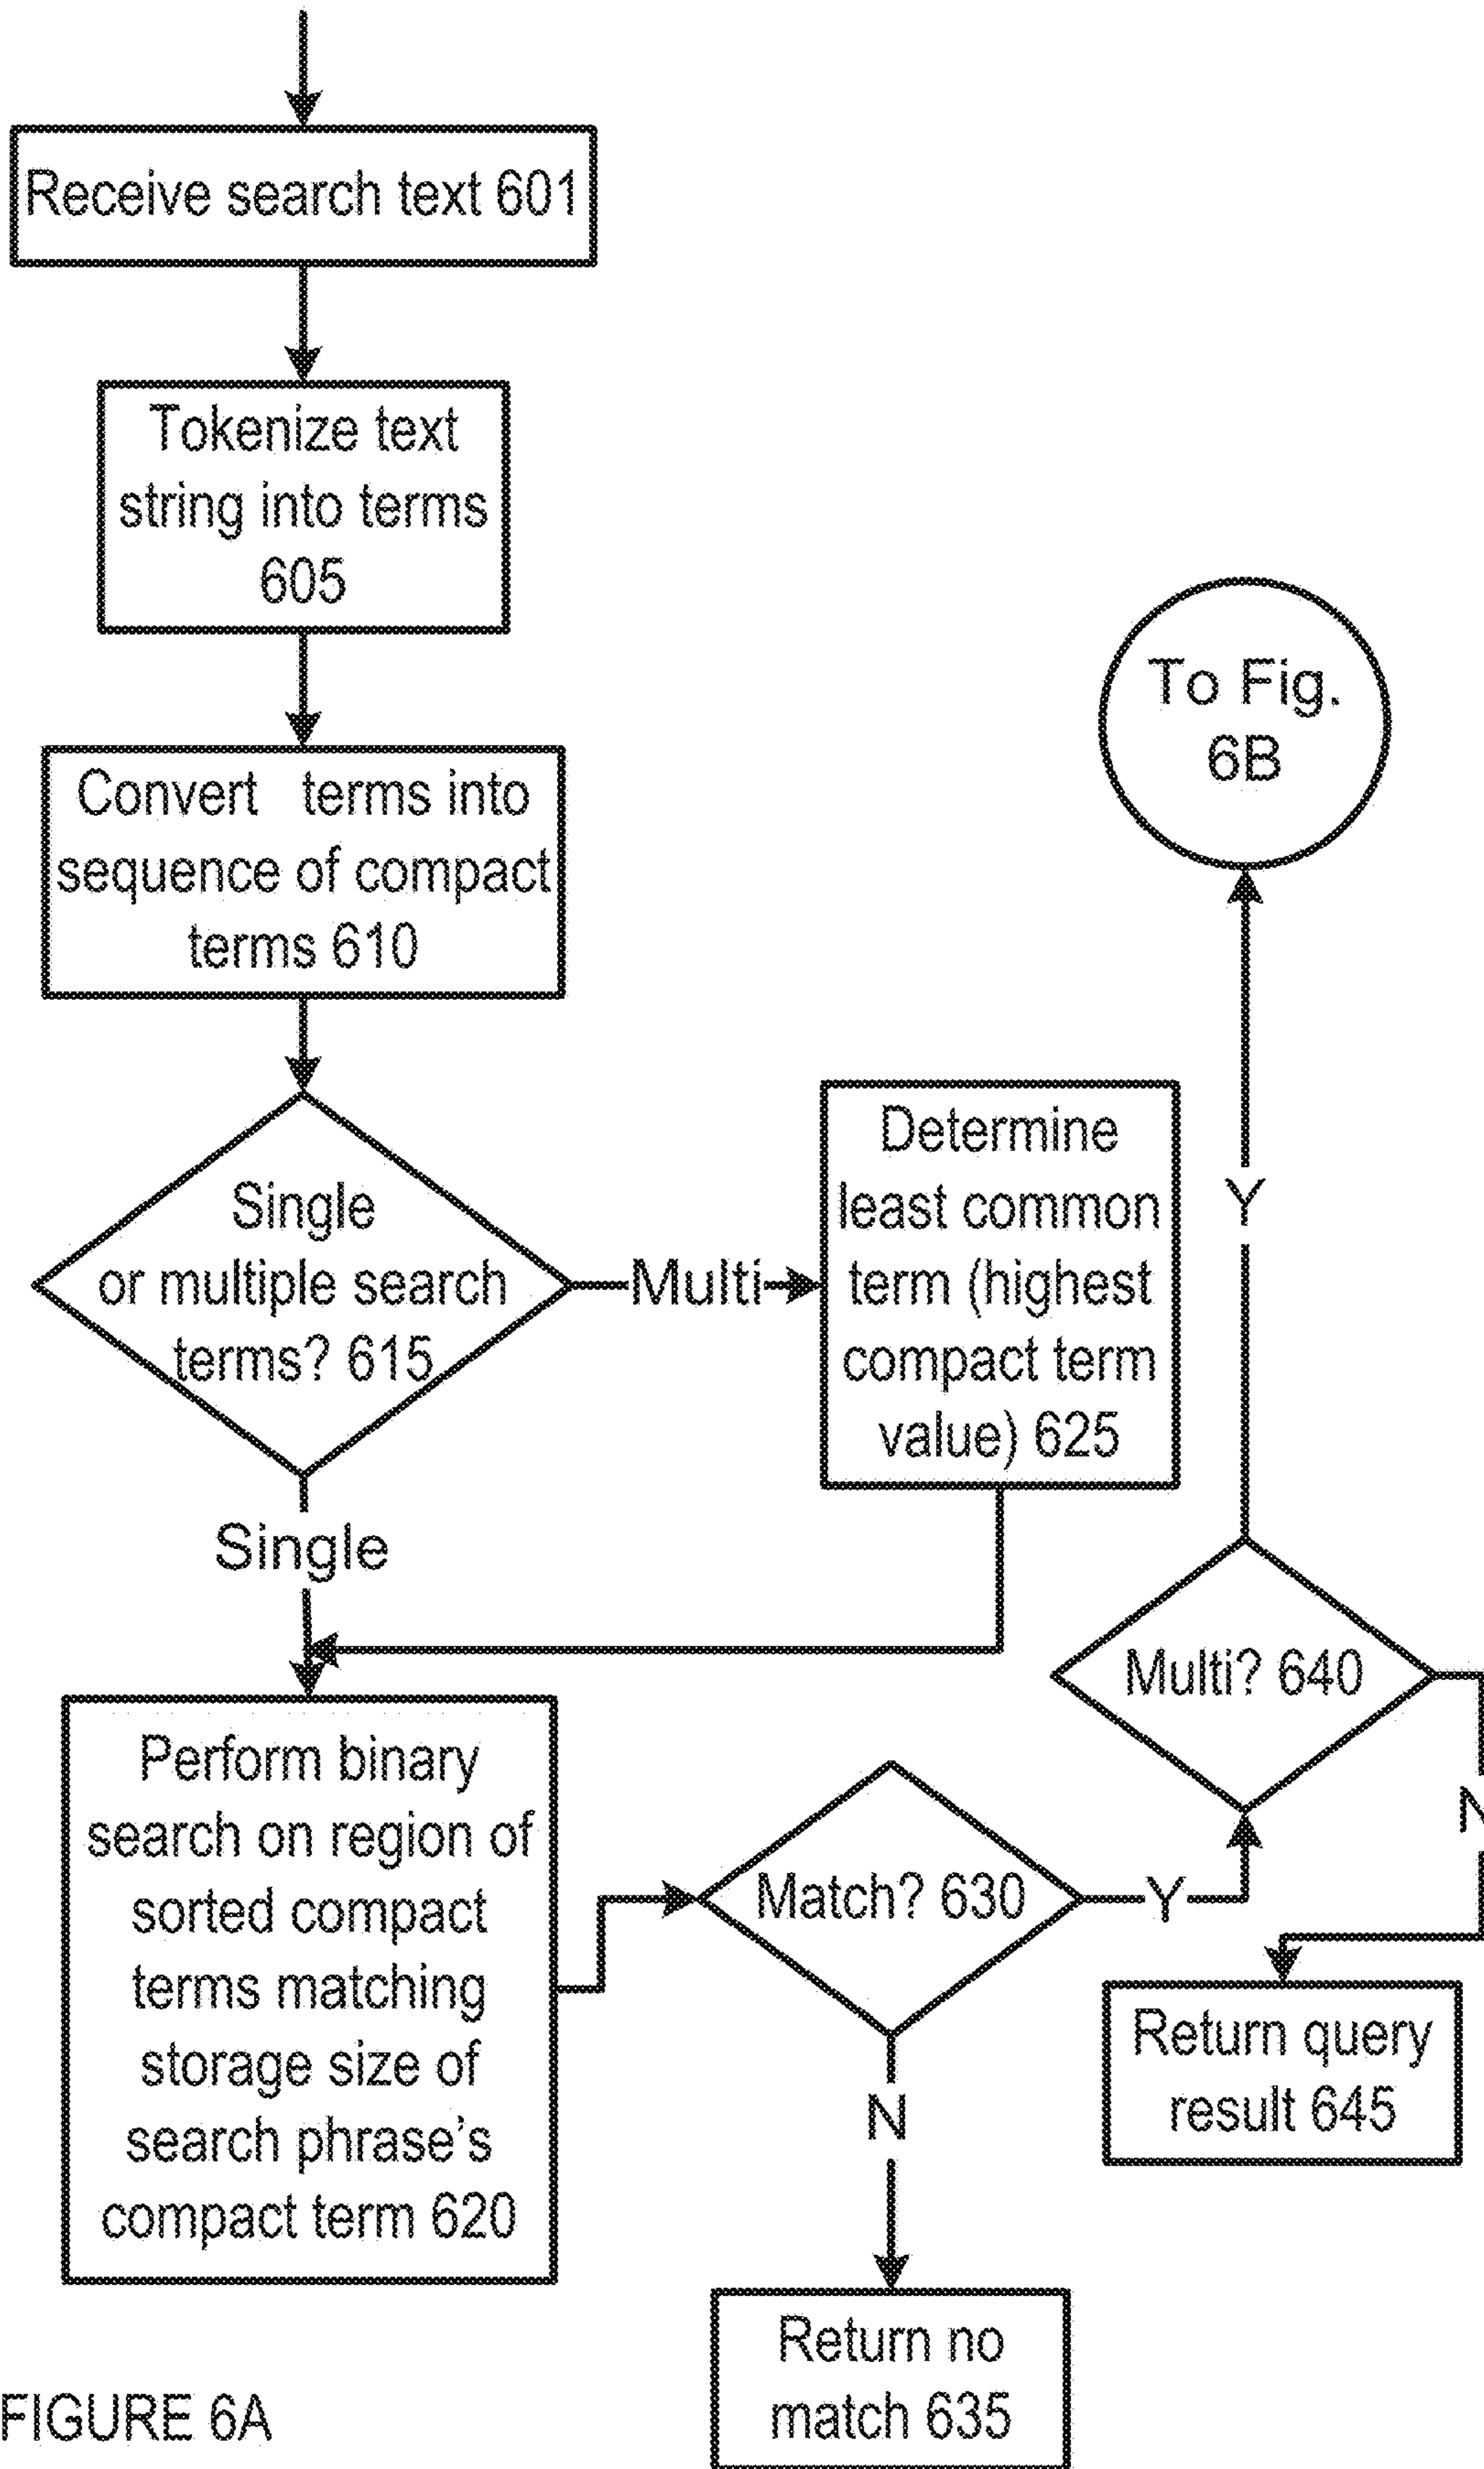 Receive search text 601
Tokenize text
string into terms
605
To Fig.
6B
Convert terms into
sequence of compact
terms 610
Single
or multiple search
terms? 615
Multi
Determine
least common
term (highest
compact term
value) 625
Y
Single
Multi? 640
N
Perform binary
search on region of
sorted compact
terms matching
storage size of
search phrase's
compact term 620
Match? 630
Y
N
Return query
result 645
Return no
match 635
FIGURE 6A